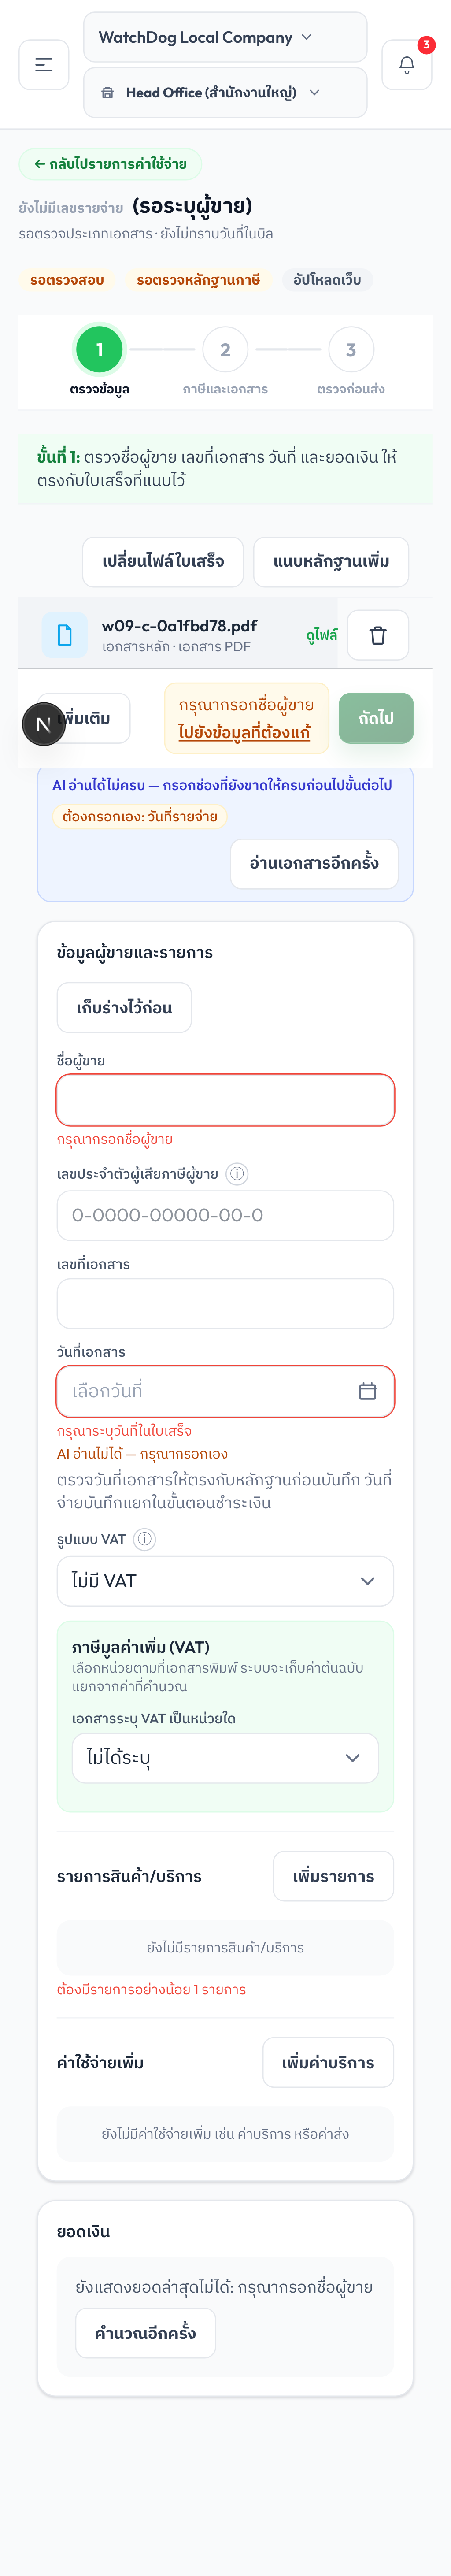 WatchDog Local Company
3
Head Office (สำนักงานใหญ่)
← กลับไปรายการค่าใช้จ่าย
ยังไม่มีเลขรายจ่าย (รอระบุผู้ขาย)
รอตรวจประเภทเอกสาร · ยังไม่ทราบวันที่ในบิล
รอตรวจสอบ รอตรวจหลักฐานภาษี อัปโหลดเว็บ
1 2 3
ตรวจข้อมูล ภาษีและเอกสาร ตรวจก่อนส่ง
ขั้นที่ 1: ตรวจชื่อผู้ขาย เลขที่เอกสาร วันที่ และยอดเงิน ให้
ตรงกับใบเสร็จที่แนบไว้
เปลี่ยนไฟล์ใบเสร็จ แนบหลักฐานเพิ่ม
w09-c-0a1fbd78.pdf
เอกสารหลัก · เอกสาร PDF
ดูไฟล์
N
เพิ่มเติม
กรุณากรอกชื่อผู้ขาย
ไปยังข้อมูลที่ต้องแก้
ถัดไป
AI อ่านได้ไม่ครบ — กรอกช่องที่ยังขาดให้ครบก่อนไปขั้นต่อไป
ต้องกรอกเอง: วันที่รายจ่าย
อ่านเอกสารอีกครั้ง
ข้อมูลผู้ขายและรายการ
เก็บร่างไว้ก่อน
ชื่อผู้ขาย
กรุณากรอกชื่อผู้ขาย
เลขประจำตัวผู้เสียภาษีผู้ขาย
0-0000-00000-00-0
เลขที่เอกสาร
วันที่เอกสาร
เลือกวันที่
กรุณาระบุวันที่ในใบเสร็จ
AI อ่านไม่ได้ — กรุณากรอกเอง
ตรวจวันที่เอกสารให้ตรงกับหลักฐานก่อนบันทึก วันที่
จ่ายบันทึกแยกในขั้นตอนชำระเงิน
รูปแบบ VAT
ไม่มี VAT
ภาษีมูลค่าเพิ่ม (VAT)
เลือกหน่วยตามที่เอกสารพิมพ์ ระบบจะเก็บค่าต้นฉบับ
แยกจากค่าที่คำนวณ
เอกสารระบุ VAT เป็นหน่วยใด
ไม่ได้ระบุ
รายการสินค้า/บริการ เพิ่มรายการ
ยังไม่มีรายการสินค้า/บริการ
ต้องมีรายการอย่างน้อย 1 รายการ
ค่าใช้จ่ายเพิ่ม เพิ่มค่าบริการ
ยังไม่มีค่าใช้จ่ายเพิ่ม เช่น ค่าบริการ หรือค่าส่ง
ยอดเงิน
ยังแสดงยอดล่าสุดไม่ได้: กรุณากรอกชื่อผู้ขาย
คำนวณอีกครั้ง